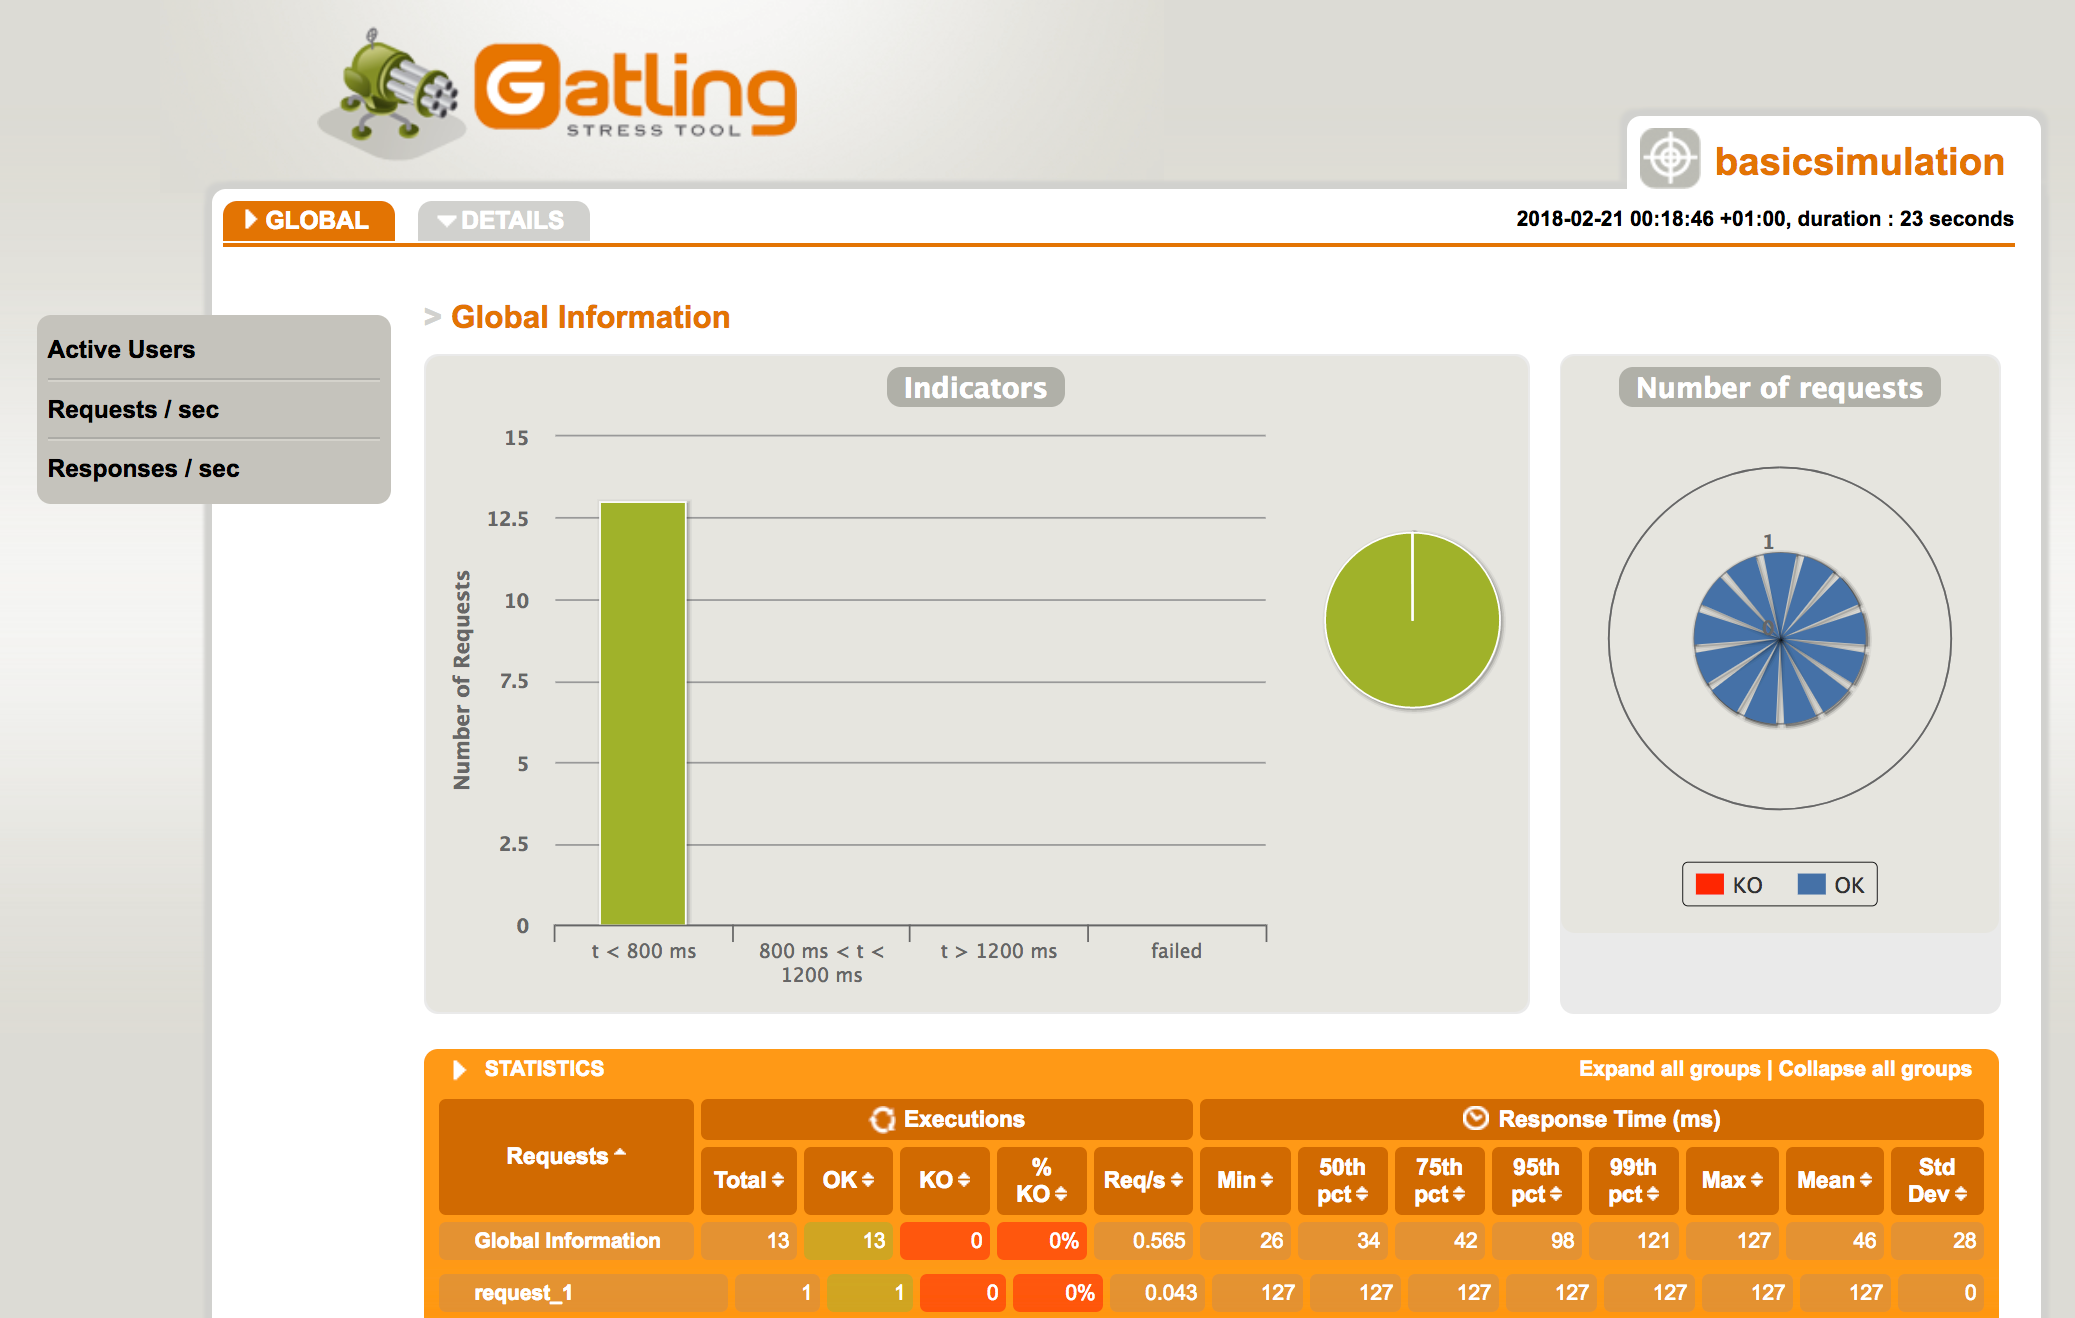 Gatling
STRESS TOOL
basicsimulation
GLOBAL
DETAILS
2018-02-21 00:18:46 +01:00, duration : 23 seconds
Active Users
Requests / sec
Responses / sec
> Global Information
Indicators
Number of Requests
15
12.5
10
7.5
5
2.5
0
t < 800 ms
800 ms < t <
1200 ms
t > 1200 ms
failed
Number of requests
1
0
KO OK
STATISTICS
Expand all groups | Collapse all groups
Requests
Executions
Response Time (ms)
Total OK KO % KO Req/s Min 50th pct 75th pct 95th pct 99th pct Max Mean Std Dev
Global Information 13 13 0 0% 0.565 26 34 42 98 121 127 46 28
request_1 1 1 0 0% 0.043 127 127 127 127 127 127 127 0